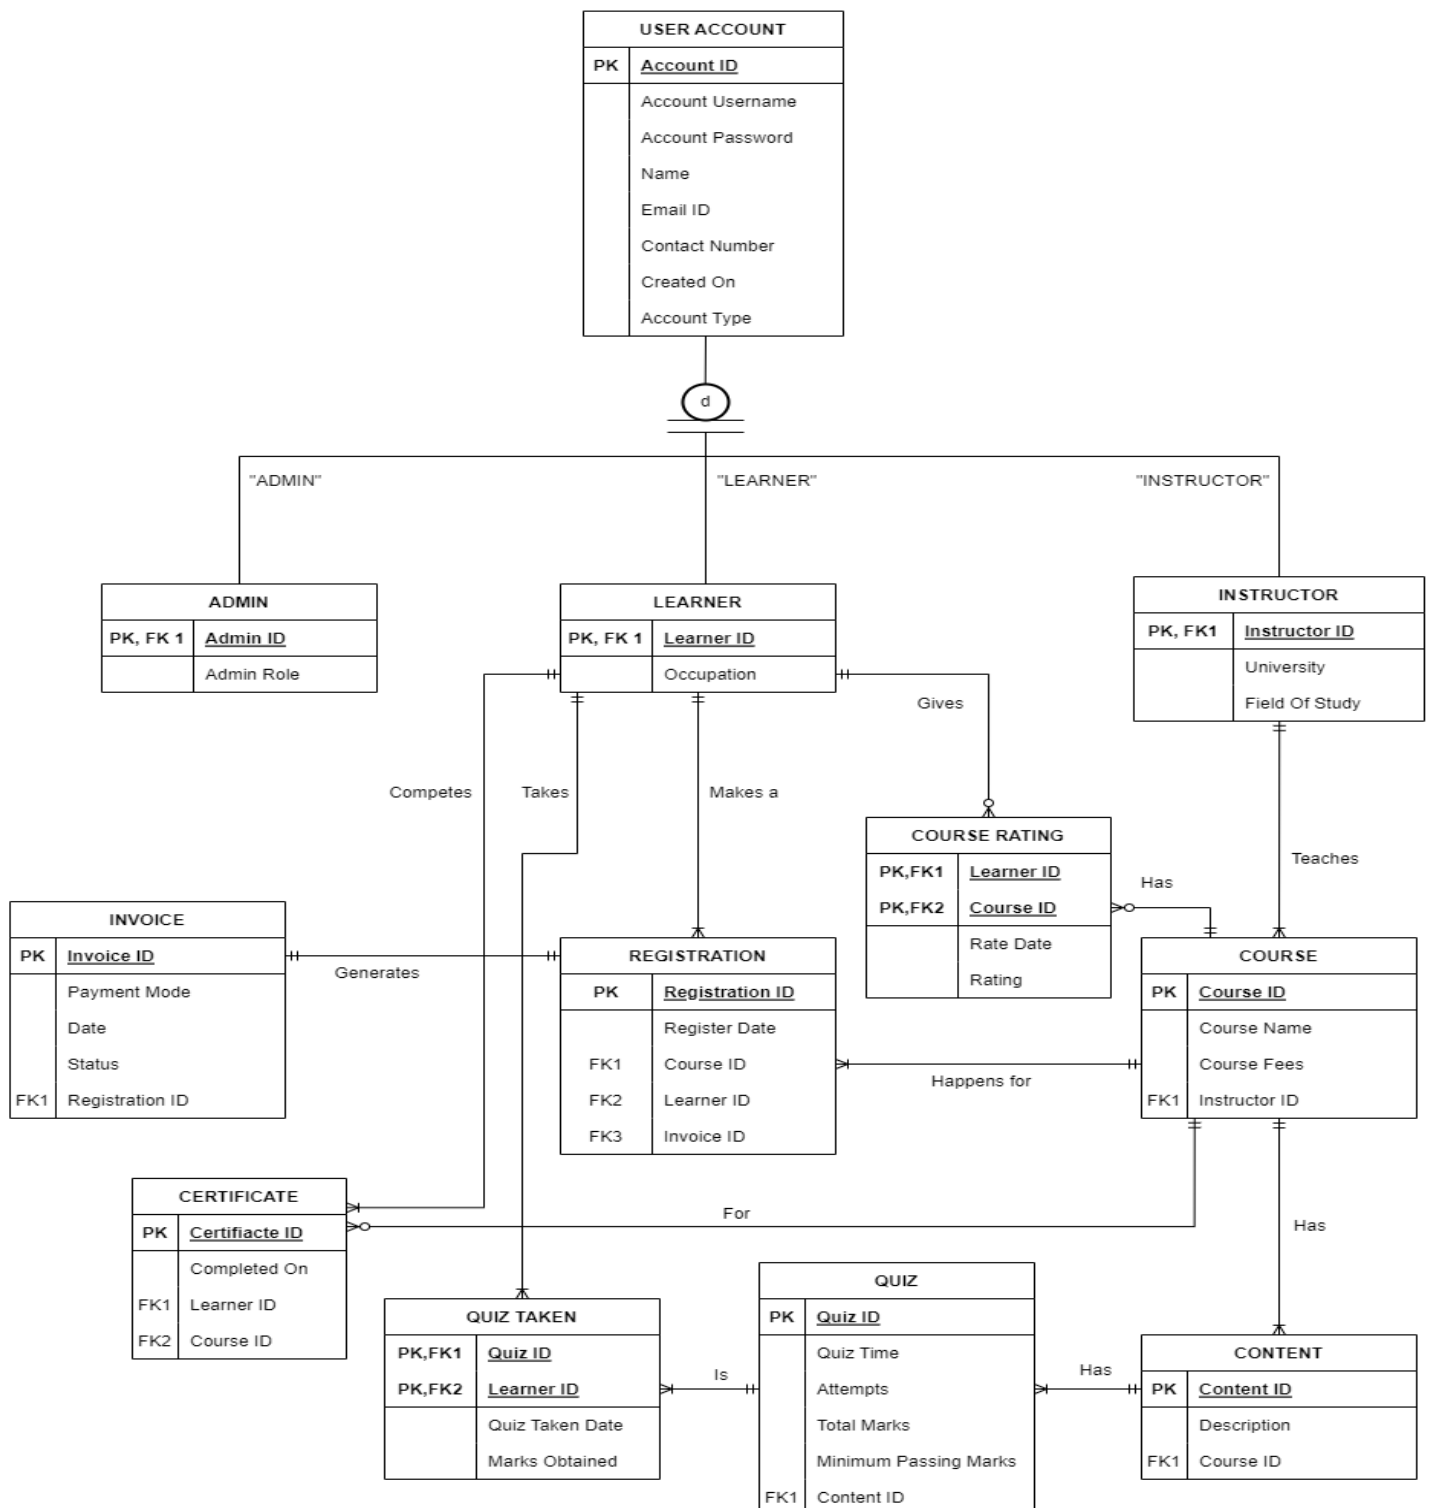 USER ACCOUNT
PK Account ID
Account Username
Account Password
Name
Email ID
Contact Number
Created On
Account Type
d
"ADMIN"
"LEARNER"
"INSTRUCTOR"
ADMIN
PK, FK 1 Admin ID
Admin Role
LEARNER
PK, FK 1 Learner ID
Occupation
INSTRUCTOR
PK, FK1 Instructor ID
University
Field Of Study
Gives
Competes
Takes
Makes a
Teaches
COURSE RATING
PK,FK1 Learner ID
PK,FK2 Course ID
Rate Date
Rating
Has
INVOICE
PK Invoice ID
Payment Mode
Date
Status
FK1 Registration ID
Generates
REGISTRATION
PK Registration ID
Register Date
FK1 Course ID
FK2 Learner ID
FK3 Invoice ID
Happens for
COURSE
PK Course ID
Course Name
Course Fees
FK1 Instructor ID
CERTIFICATE
PK Certifiacte ID
Completed On
FK1 Learner ID
FK2 Course ID
For
Has
QUIZ TAKEN
PK,FK1 Quiz ID
PK,FK2 Learner ID
Quiz Taken Date
Marks Obtained
Is
QUIZ
PK Quiz ID
Quiz Time
Attempts
Total Marks
Minimum Passing Marks
FK1 Content ID
Has
CONTENT
PK Content ID
Description
FK1 Course ID